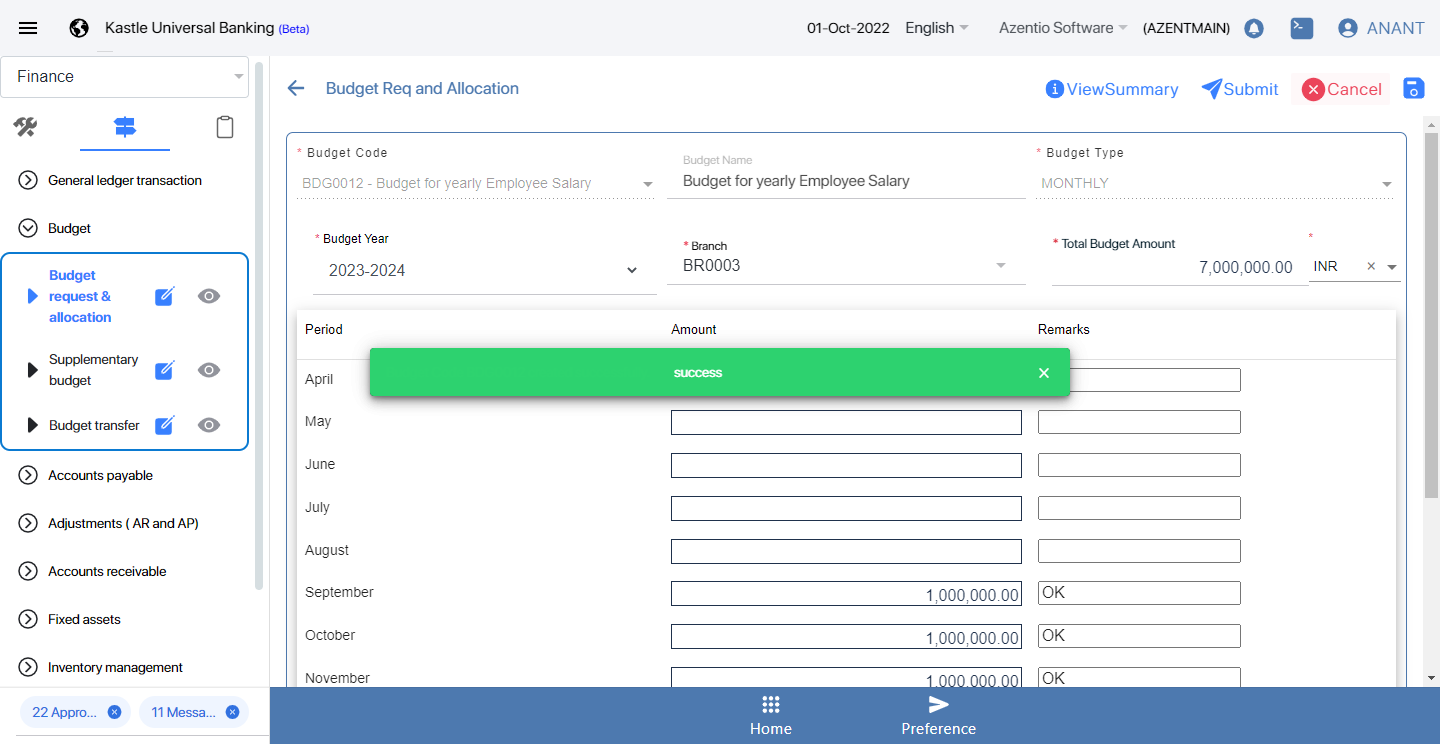 Kastle Universal Banking (Beta)
01-Oct-2022
English
Azentio Software
(AZENTMAIN)
ANANT
Finance
General ledger transaction
Budget
Budget
request &
allocation
Supplementary
budget
Budget transfer
Accounts payable
Adjustments ( AR and AP)
Accounts receivable
Fixed assets
Inventory management
22 Appro...
11 Messa...
Budget Req and Allocation
ViewSummary
Submit
Cancel
* Budget Code
BDG0012 - Budget for yearly Employee Salary
Budget Name
Budget for yearly Employee Salary
* Budget Type
MONTHLY
* Budget Year
2023-2024
* Branch
BR0003
* Total Budget Amount
7,000,000.00
*
INR
Period Amount Remarks
success
April
May
June
July
August
September 1,000,000.00 OK
October 1,000,000.00 OK
November 1,000,000.00 OK
Home
Preference